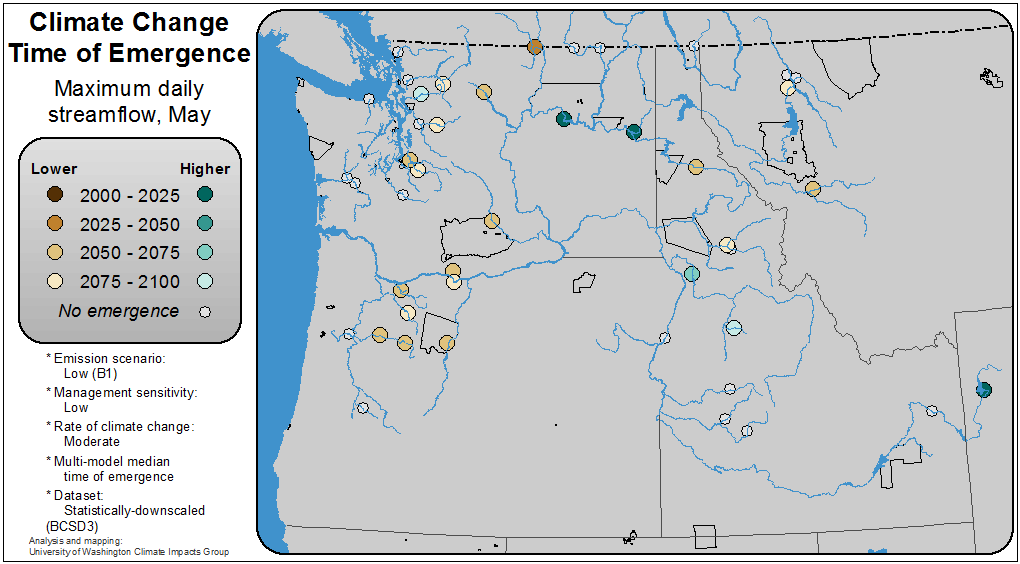 Climate Change
Time of Emergence
Maximum daily
streamflow, May
Lower Higher
2000 - 2025
2025 - 2050
2050 - 2075
2075 - 2100
No emergence
* Emission scenario:
Low (B1)
* Management sensitivity:
Low
* Rate of climate change:
Moderate
* Multi-model median
time of emergence
* Dataset:
Statistically-downscaled
(BCSD3)
Analysis and mapping:
University of Washington Climate Impacts Group